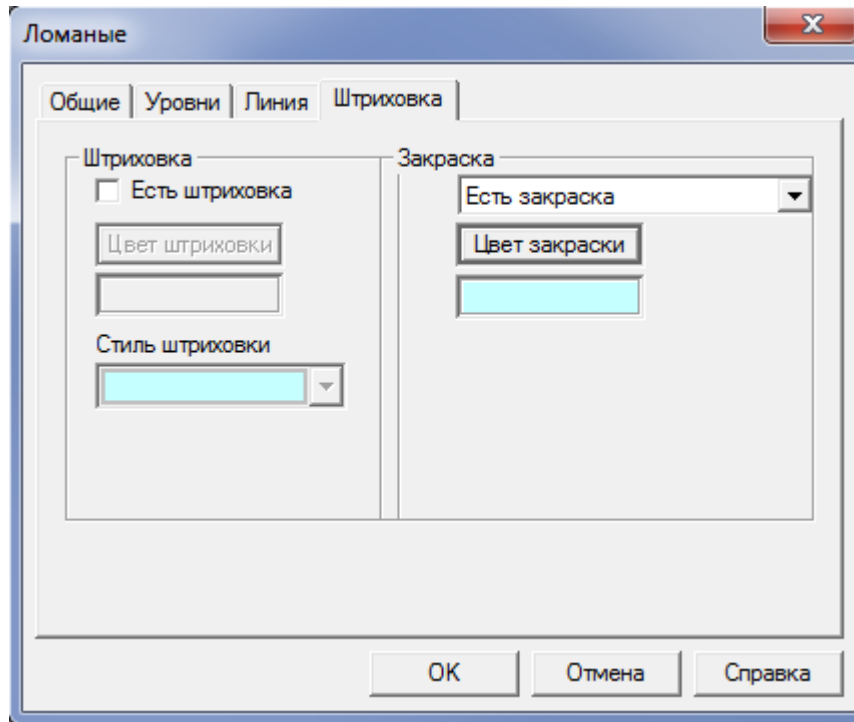 Ломаные
Общие Уровни Линия Штриховка
Штриховка
Есть штриховка
Цвет штриховки
Стиль штриховки
Закраска
Есть закраска
Цвет закраски
OK Отмена Справка